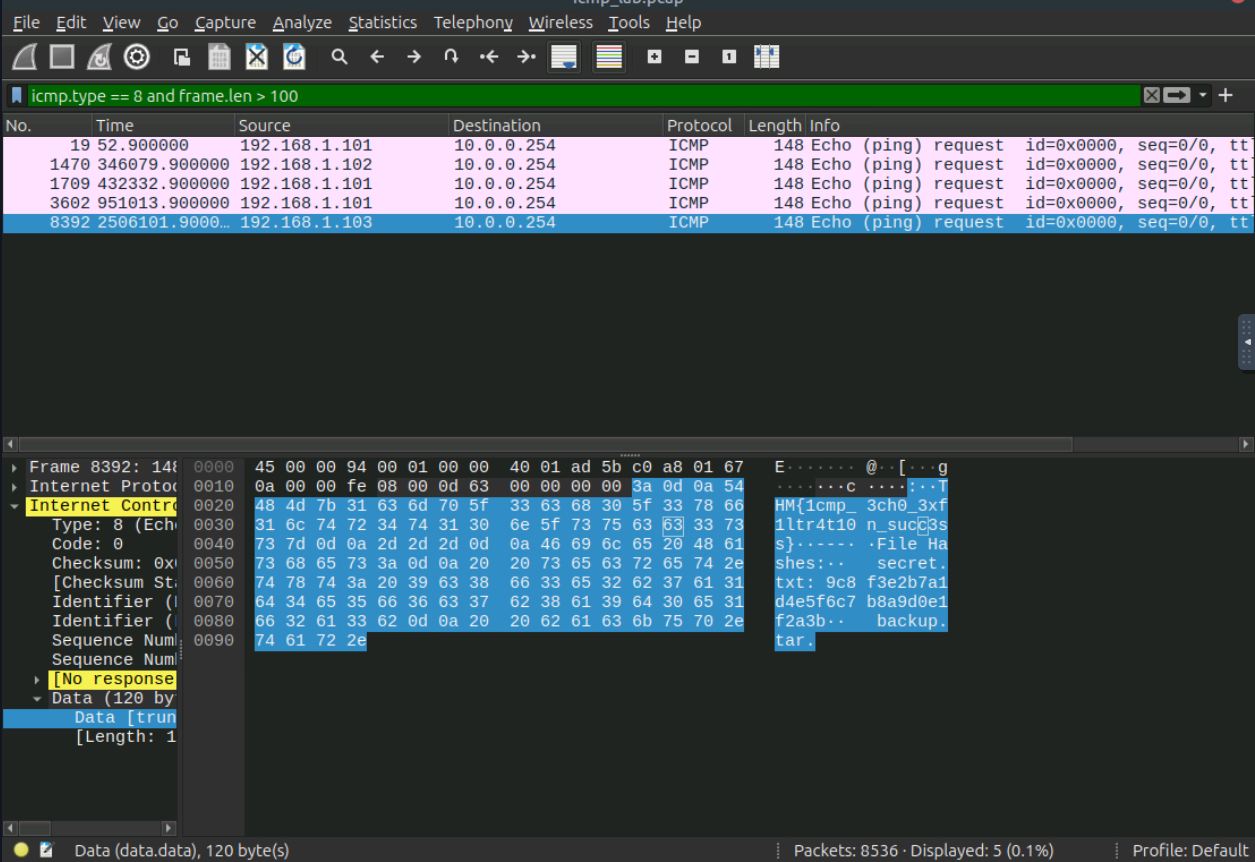 icmp_lab.pcap
File Edit View Go Capture Analyze Statistics Telephony Wireless Tools Help
icmp.type == 8 and frame.len > 100
No. Time Source Destination Protocol Length Info
19 52.900000 192.168.1.101 10.0.0.254 ICMP 148 Echo (ping) request id=0x0000, seq=0/0, ttl
1470 346079.900000 192.168.1.102 10.0.0.254 ICMP 148 Echo (ping) request id=0x0000, seq=0/0, ttl
1709 432332.900000 192.168.1.101 10.0.0.254 ICMP 148 Echo (ping) request id=0x0000, seq=0/0, ttl
3602 951013.900000 192.168.1.101 10.0.0.254 ICMP 148 Echo (ping) request id=0x0000, seq=0/0, ttl
8392 2506101.9000… 192.168.1.103 10.0.0.254 ICMP 148 Echo (ping) request id=0x0000, seq=0/0, ttl
Frame 8392: 148
Internet Protoc
Internet Contro
Type: 8 (Echo
Code: 0
Checksum: 0x0
[Checksum Sta
Identifier (
Identifier (
Sequence Num
Sequence Num
[No response
Data (120 by
Data [trun
[Length: 1
0000 45 00 00 94 00 01 00 00 40 01 ad 5b c0 a8 01 67 E·······@··[···g
0010 0a 00 00 fe 08 00 0d 63 00 00 00 00 3a 0d 0a 54 ·······c····:··T
0020 48 4d 7b 31 63 6d 70 5f 33 63 68 30 5f 33 78 66 HM{1cmp_ 3ch0_3xf
0030 31 6c 74 72 34 74 31 30 6e 5f 73 75 63 63 33 73 1ltr4t10 n_succ3s
0040 73 7d 0d 0a 2d 2d 2d 0d 0a 46 69 6c 65 20 48 61 s}··---· ·File Ha
0050 73 68 65 73 3a 0d 0a 20 20 73 65 63 72 65 74 2e shes:··  secret.
0060 74 78 74 3a 20 39 63 38 66 33 65 32 62 37 61 31 txt: 9c8 f3e2b7a1
0070 64 34 65 35 66 36 63 37 62 38 61 39 64 30 65 31 d4e5f6c7 b8a9d0e1
0080 66 32 61 33 62 0d 0a 20 20 62 61 63 6b 75 70 2e f2a3b··  backup.
0090 74 61 72 2e tar.
Data (data.data), 120 byte(s)
Packets: 8536 · Displayed: 5 (0.1%)
Profile: Default